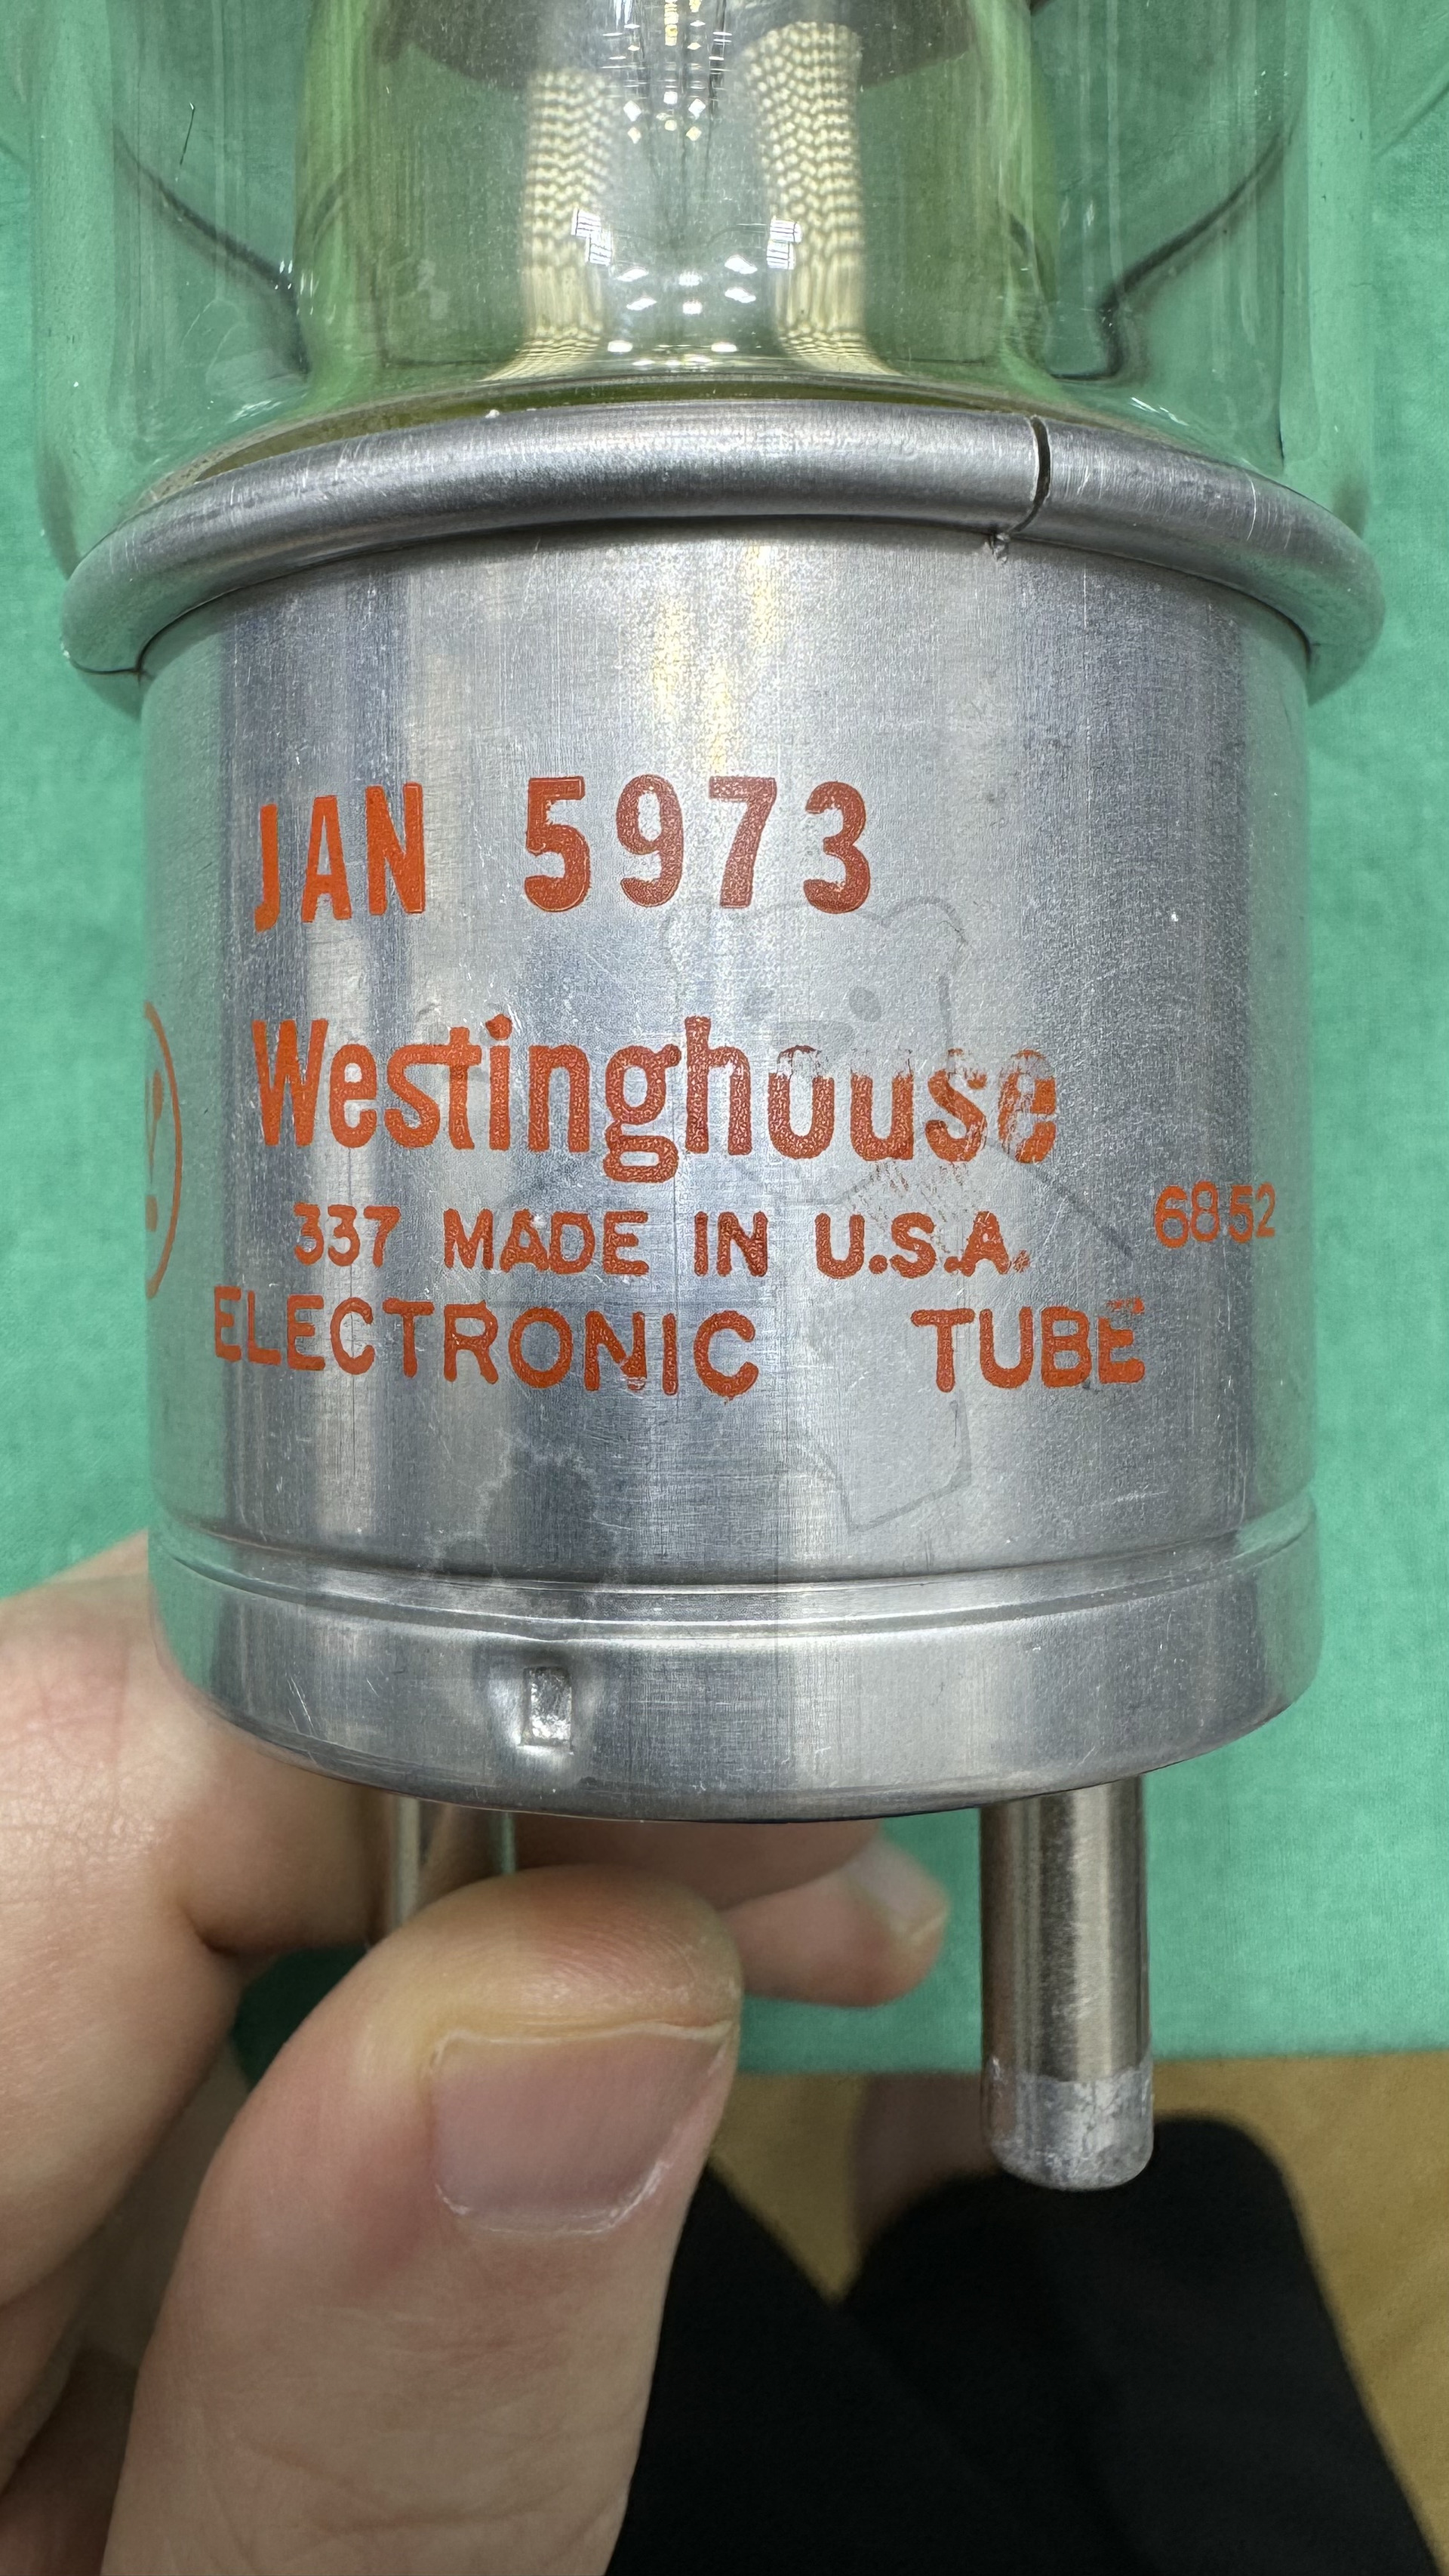 JAN 5973
Westinghouse
337 MADE IN U.S.A.
6852
ELECTRONIC TUBE